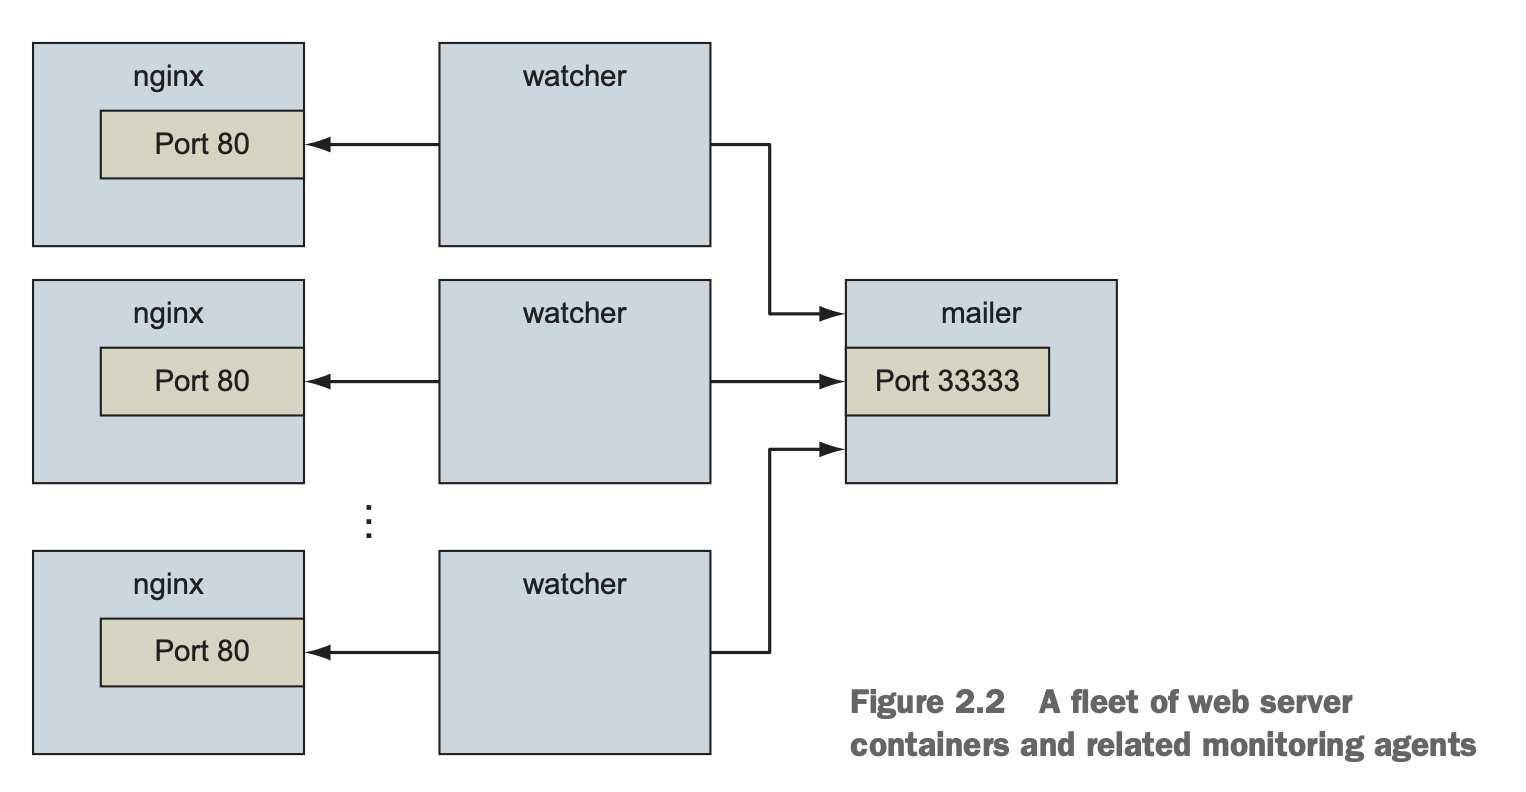 nginx
Port 80
watcher
nginx
Port 80
watcher
mailer
Port 33333
⋮
nginx
Port 80
watcher
Figure 2.2 A fleet of web server
containers and related monitoring agents